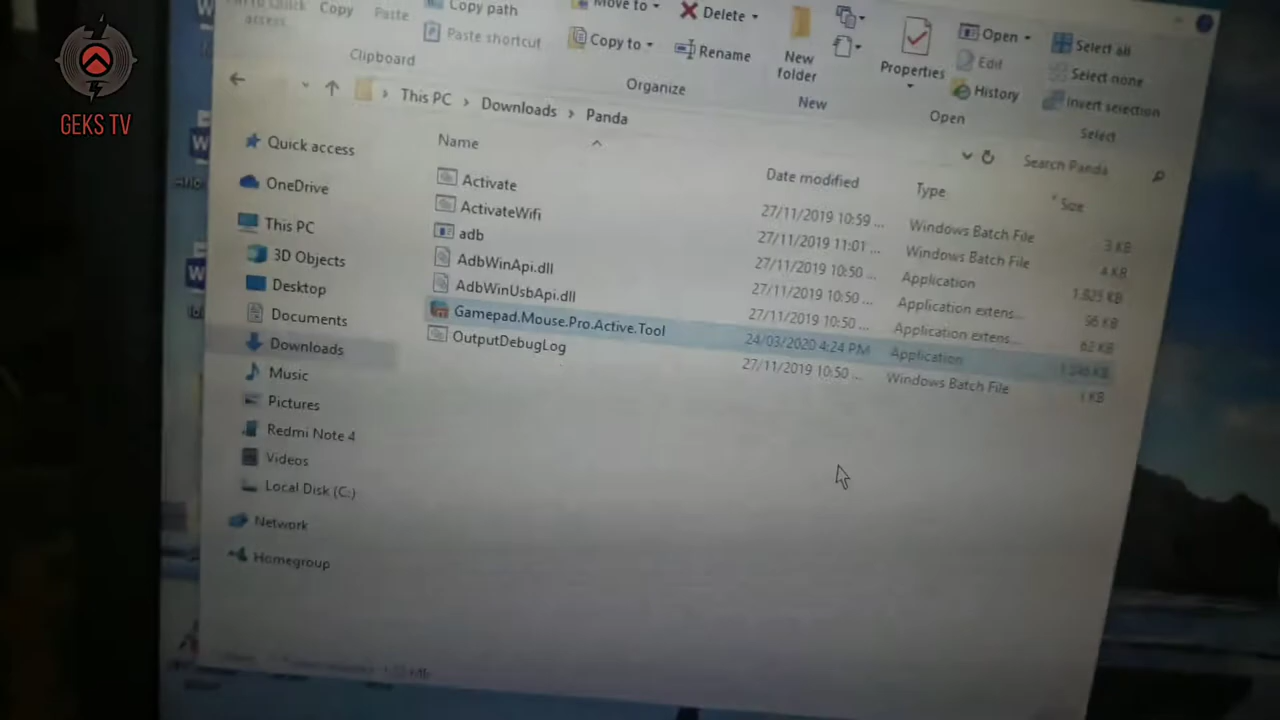 GEKS TV
Copy
Paste
Copy path
Paste shortcut
Clipboard
Move to
Copy to
Delete
Rename
Organize
New folder
New
Properties
Open
Edit
History
Open
Select all
Select none
Invert selection
Select
This PC > Downloads > Panda
Search Panda
Name Date modified Type Size
Activate 27/11/2019 10:59 ... Windows Batch File 3 KB
ActivateWifi 27/11/2019 11:01 ... Windows Batch File 4 KB
adb 27/11/2019 10:50 ... Application 1,825 KB
AdbWinApi.dll 27/11/2019 10:50 ... Application extens... 96 KB
AdbWinUsbApi.dll 27/11/2019 10:50 ... Application extens... 62 KB
Gamepad.Mouse.Pro.Active.Tool 24/03/2020 4:24 PM Application
OutputDebugLog 27/11/2019 10:50 ... Windows Batch File 1 KB
Quick access
OneDrive
This PC
3D Objects
Desktop
Documents
Downloads
Music
Pictures
Redmi Note 4
Videos
Local Disk (C:)
Network
Homegroup